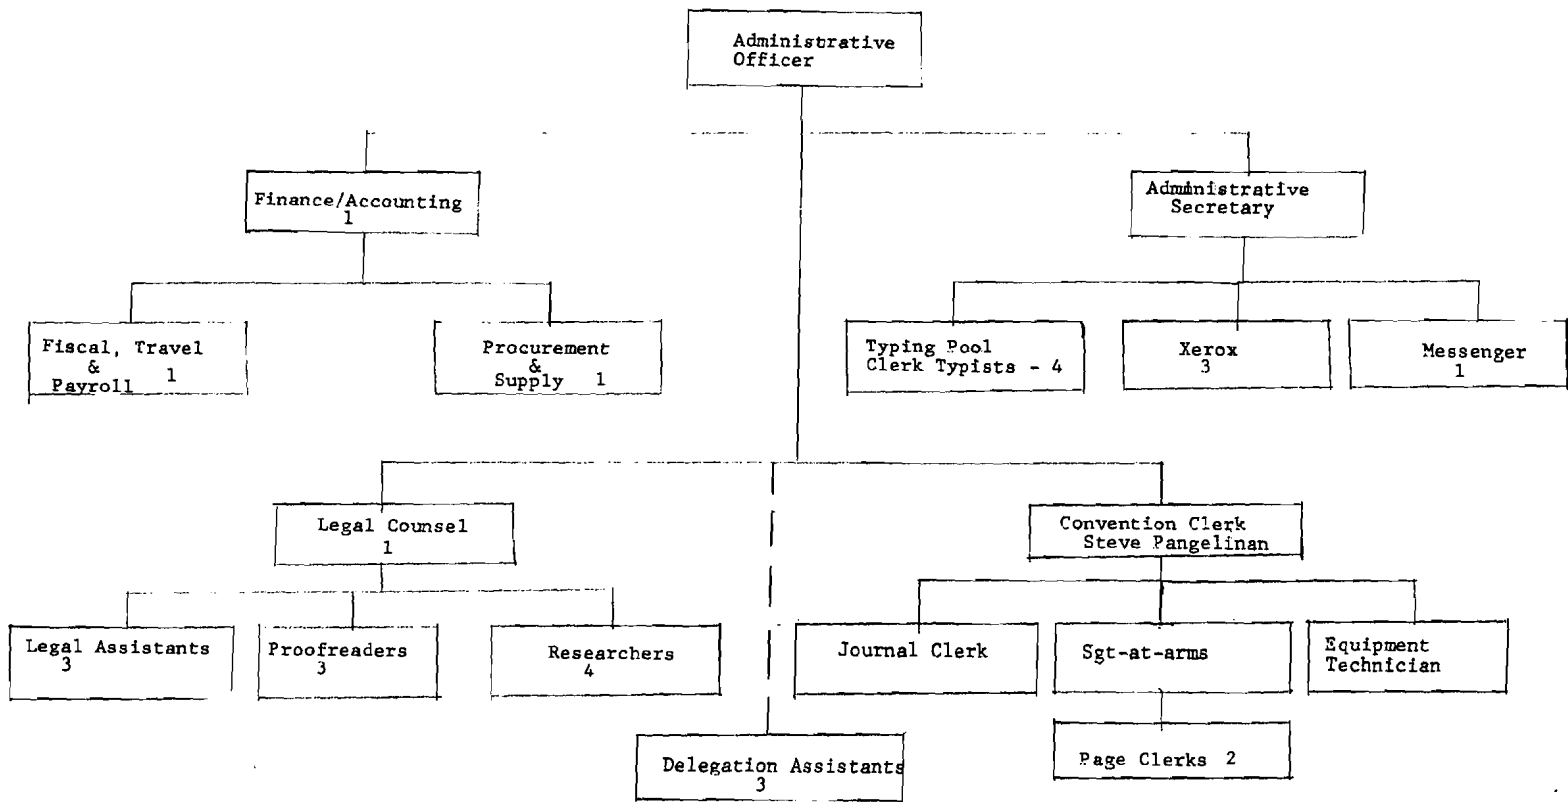 Administrative
Officer
Finance/Accounting
1
Administrative
Secretary
Fiscal, Travel
&
Payroll 1
Procurement
&
Supply 1
Typing Pool
Clerk Typists - 4
Xerox
3
Messenger
1
Legal Counsel
1
Convention Clerk
Steve Pangelinan
Legal Assistants
3
Proofreaders
3
Researchers
4
Journal Clerk
Sgt-at-arms
Equipment
Technician
Delegation Assistants
3
Page Clerks 2